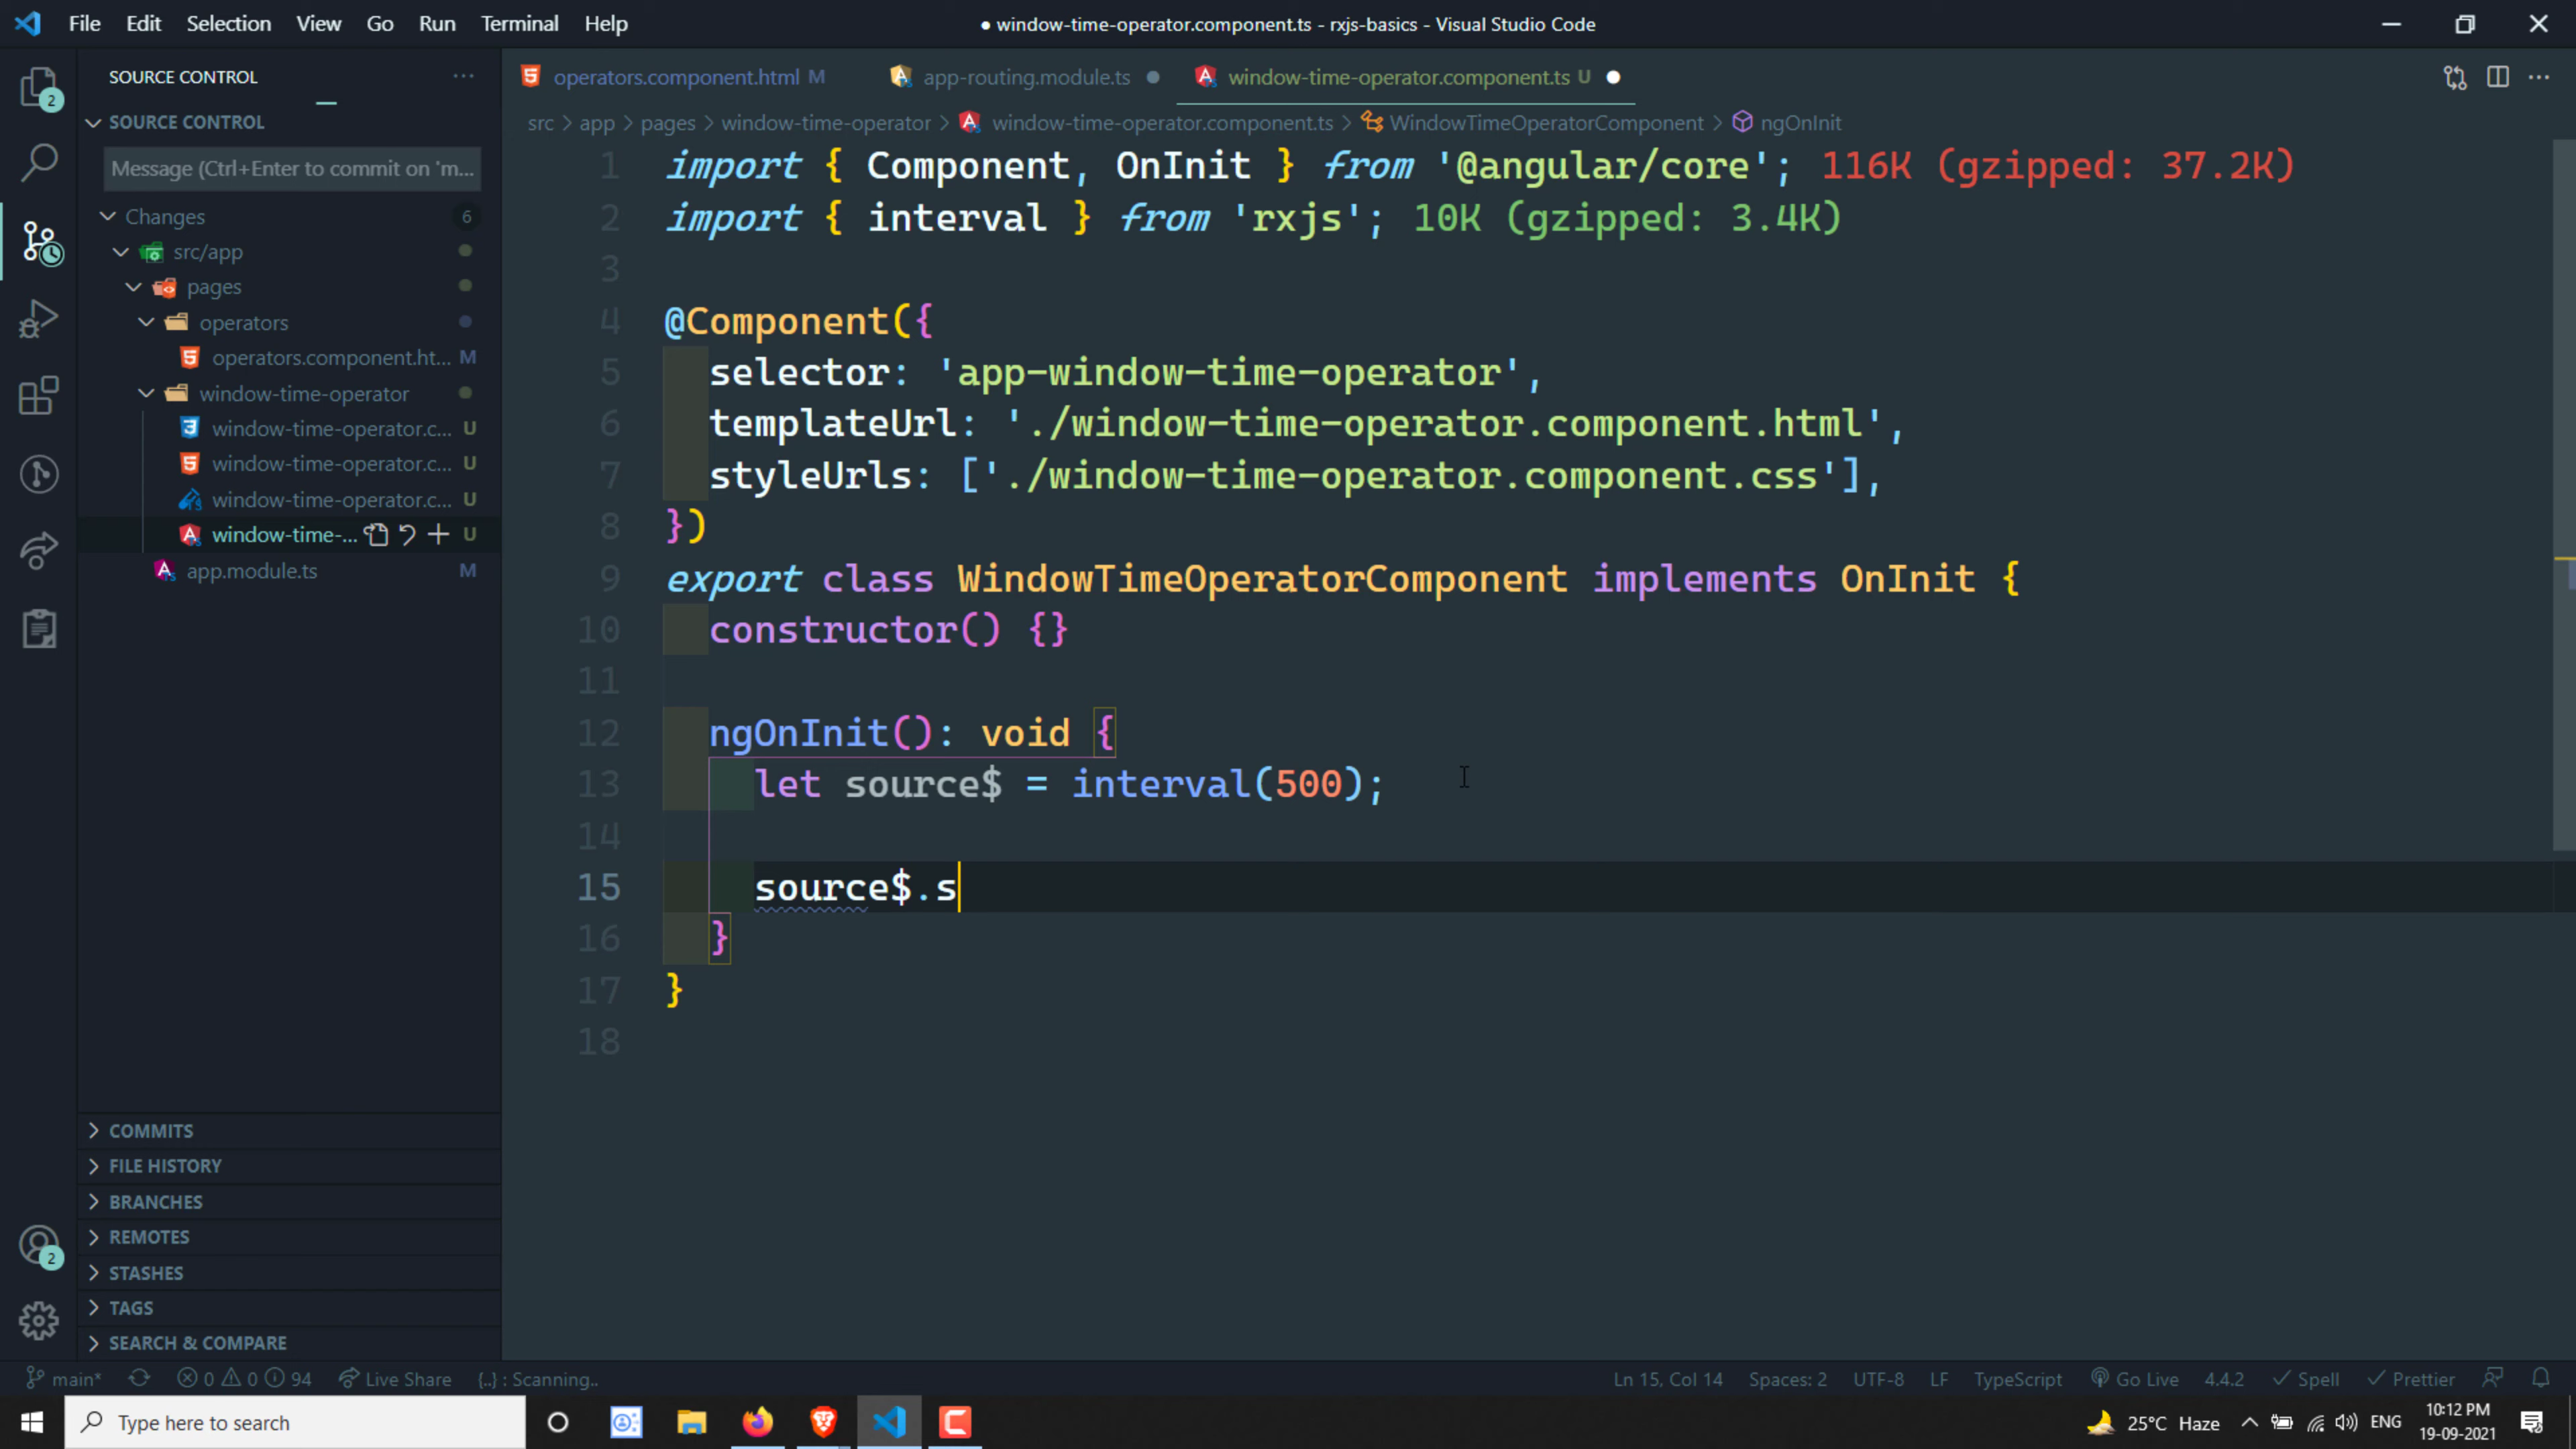 File Edit Selection View Go Run Terminal Help
● window-time-operator.component.ts - rxjs-basics - Visual Studio Code
SOURCE CONTROL
operators.component.html M
app-routing.module.ts
window-time-operator.component.ts U
src > app > pages > window-time-operator > window-time-operator.component.ts > WindowTimeOperatorComponent > ngOnInit
2
SOURCE CONTROL
Message (Ctrl+Enter to commit on 'm...
Changes 6
src/app
pages
operators
operators.component.ht... M
window-time-operator
window-time-operator.c... U
window-time-operator.c... U
window-time-operator.c... U
window-time-... U
app.module.ts M
COMMITS
FILE HISTORY
BRANCHES
REMOTES
STASHES
TAGS
SEARCH & COMPARE
2
1 import { Component, OnInit } from '@angular/core'; 116K (gzipped: 37.2K)
2 import { interval } from 'rxjs'; 10K (gzipped: 3.4K)
3
4 @Component({
5 selector: 'app-window-time-operator',
6 templateUrl: './window-time-operator.component.html',
7 styleUrls: ['./window-time-operator.component.css'],
8 })
9 export class WindowTimeOperatorComponent implements OnInit {
10 constructor() {}
11
12 ngOnInit(): void {
13 let source$ = interval(500);
14
15 source$.s
16 }
17 }
18
main* 0 0 94 Live Share {..} : Scanning..
Ln 15, Col 14 Spaces: 2 UTF-8 LF TypeScript Go Live 4.4.2 Spell Prettier
Type here to search
25°C Haze ENG
10:12 PM
19-09-2021